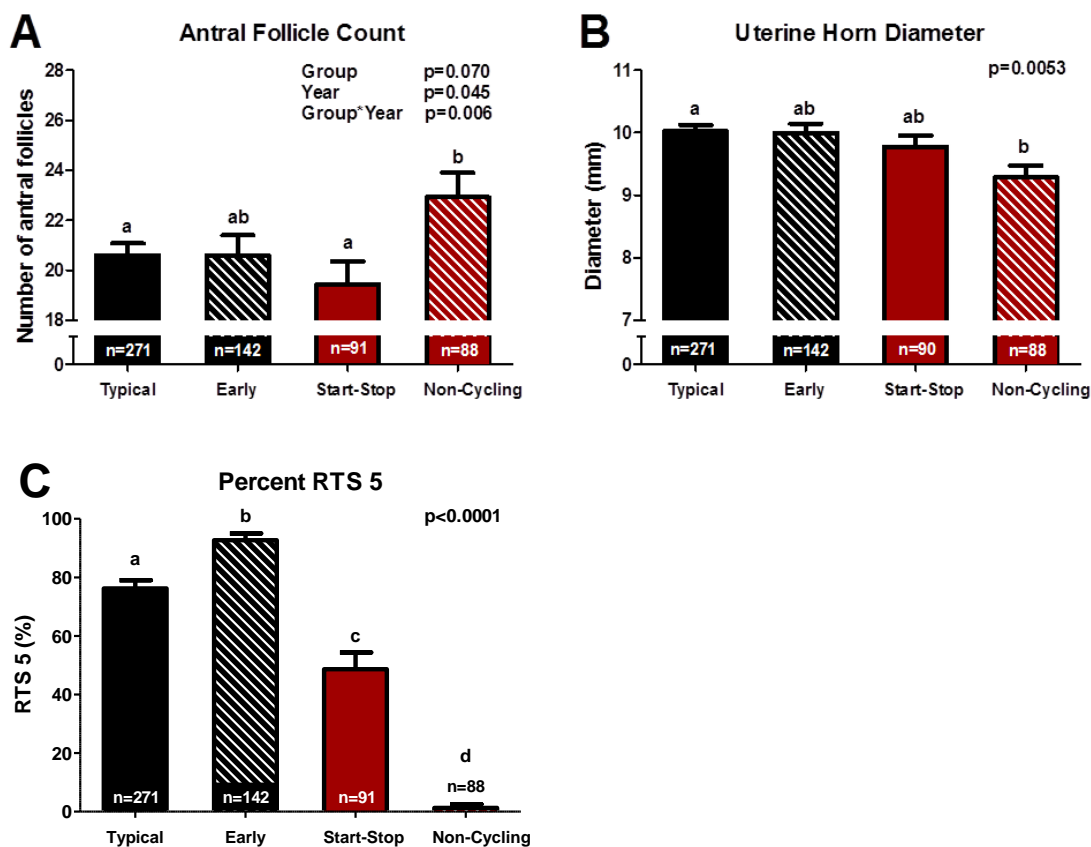 A
Antral Follicle Count
Group p=0.070
Year p=0.045
Group*Year p=0.006
Number of antral follicles
28
26
24
22
20
18
0
a
ab
a
b
n=271
n=142
n=91
n=88
Typical
Early
Start-Stop
Non-Cycling
B
Uterine Horn Diameter
p=0.0053
Diameter (mm)
11
10
9
8
7
0
a
ab
ab
b
n=271
n=142
n=90
n=88
Typical
Early
Start-Stop
Non-Cycling
C
Percent RTS 5
p<0.0001
RTS 5 (%)
100
80
60
40
20
0
a
b
c
d
n=271
n=142
n=91
n=88
Typical
Early
Start-Stop
Non-Cycling